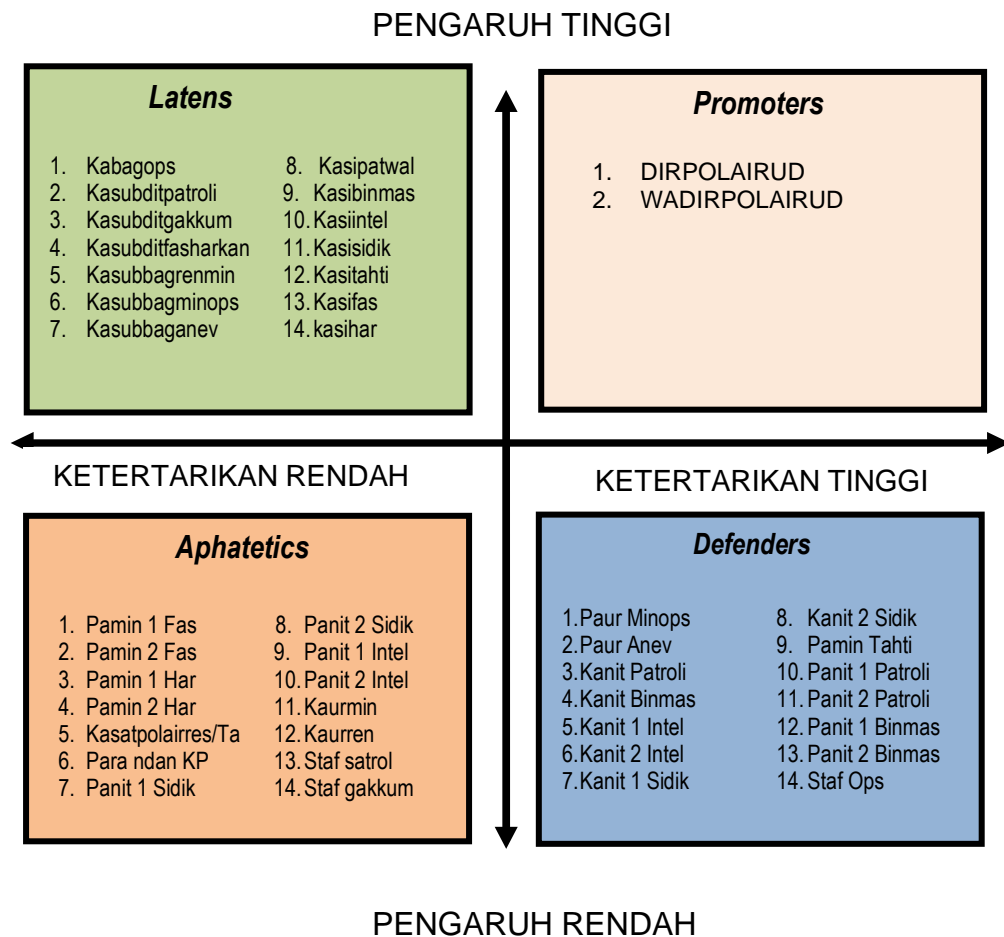 PENGARUH TINGGI
Latens
1. Kabagops
2. Kasubditpatroli
3. Kasubditgakkum
4. Kasubditfasharkan
5. Kasubbagrenmin
6. Kasubbagminops
7. Kasubbaganev
8. Kasipatwal
9. Kasibinmas
10. Kasiintel
11. Kasisidik
12. Kasitahti
13. Kasifas
14. kasihar
Promoters
1. DIRPOLAIRUD
2. WADIRPOLAIRUD
KETERTARIKAN RENDAH
KETERTARIKAN TINGGI
Aphatetics
1. Pamin 1 Fas
2. Pamin 2 Fas
3. Pamin 1 Har
4. Pamin 2 Har
5. Kasatpolairres/Ta
6. Para ndan KP
7. Panit 1 Sidik
8. Panit 2 Sidik
9. Panit 1 Intel
10. Panit 2 Intel
11. Kaurmin
12. Kaurren
13. Staf satrol
14. Staf gakkum
Defenders
1. Paur Minops
2. Paur Anev
3. Kanit Patroli
4. Kanit Binmas
5. Kanit 1 Intel
6. Kanit 2 Intel
7. Kanit 1 Sidik
8. Kanit 2 Sidik
9. Pamin Tahti
10. Panit 1 Patroli
11. Panit 2 Patroli
12. Panit 1 Binmas
13. Panit 2 Binmas
14. Staf Ops
PENGARUH RENDAH